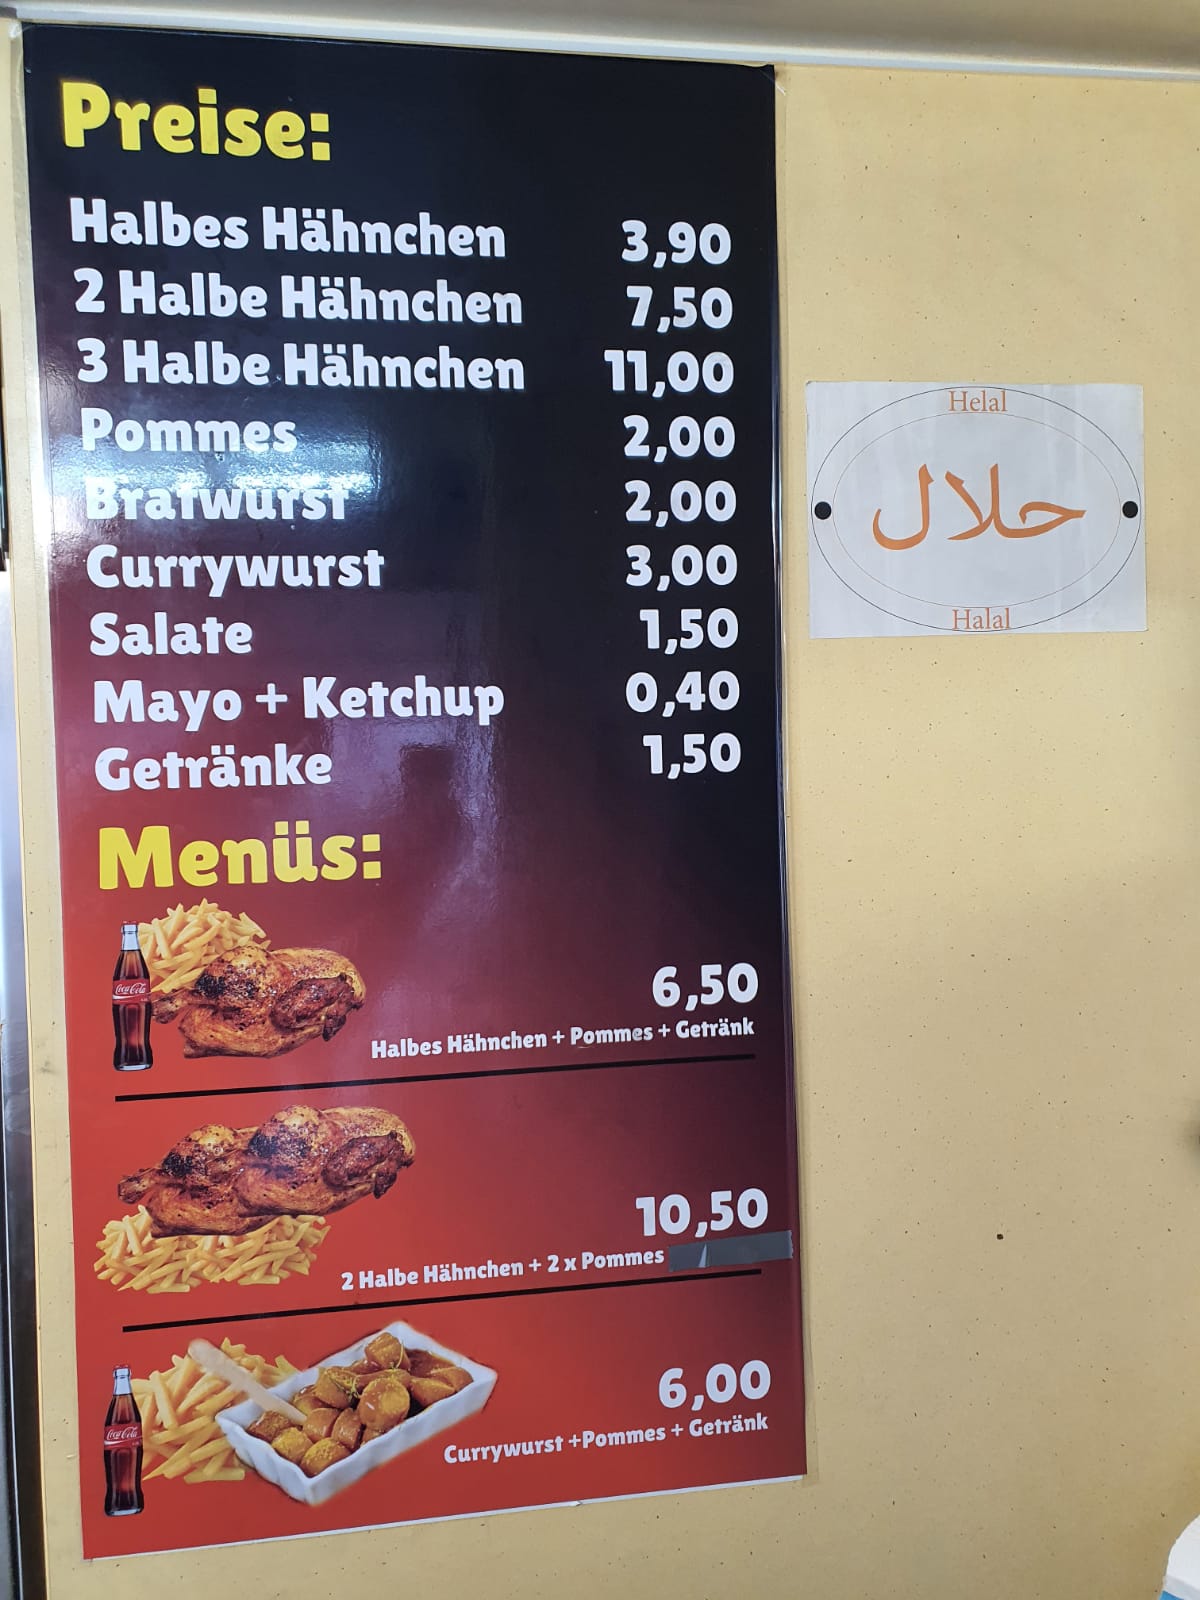 Preise:
Halbes Hähnchen 3,90
2 Halbe Hähnchen 7,50
3 Halbe Hähnchen 11,00
Pommes 2,00
Bratwurst 2,00
Currywurst 3,00
Salate 1,50
Mayo + Ketchup 0,40
Getränke 1,50
Menüs:
Coca-Cola
6,50
Halbes Hähnchen + Pommes + Getränk
10,50
2 Halbe Hähnchen + 2 x Pommes
Coca-Cola
6,00
Currywurst +Pommes + Getränk
Helal
حلال
Halal